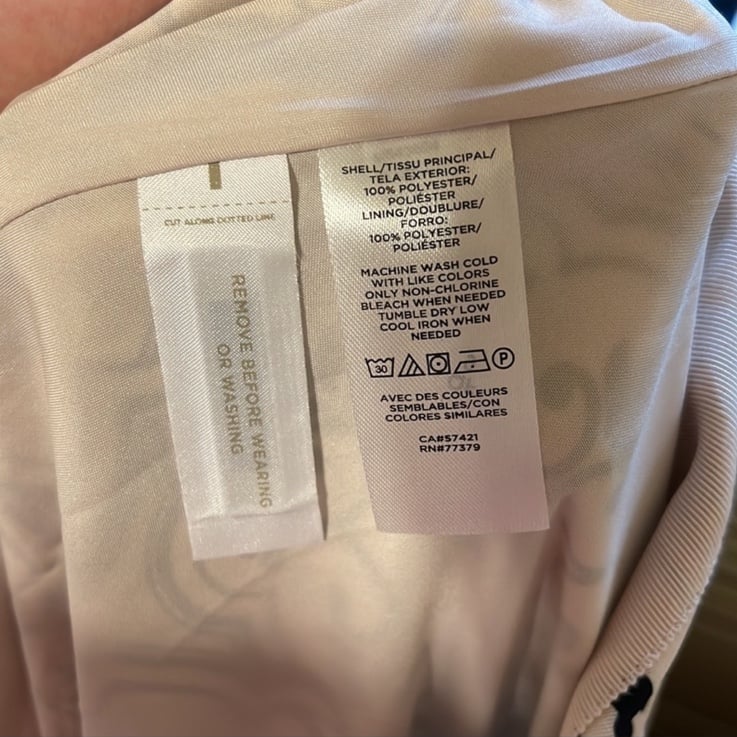 CUT ALONG DOTTED LINE
REMOVE BEFORE WEARING
OR WASHING
SHELL/TISSU PRINCIPAL/
TELA EXTERIOR:
100% POLYESTER/
POLIÉSTER
LINING/DOUBLURE/
FORRO:
100% POLYESTER/
POLIÉSTER
MACHINE WASH COLD
WITH LIKE COLORS
ONLY NON-CHLORINE
BLEACH WHEN NEEDED
TUMBLE DRY LOW
COOL IRON WHEN
NEEDED
30 P
AVEC DES COULEURS
SEMBLABLES/CON
COLORES SIMILARES
CA#57421
RN#77379